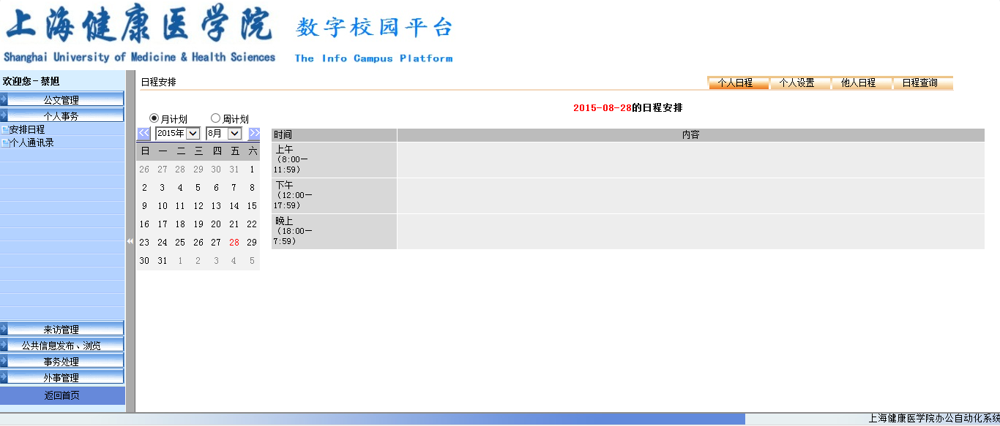 上海健康医学院 数字校园平台
Shanghai University of Medicine & Health Sciences The Info Campus Platform
欢迎您－蔡旭
公文管理
个人事务
安排日程
个人通讯录
来访管理
公共信息发布、浏览
事务处理
外事管理
返回首页
日程安排
个人日程 个人设置 他人日程 日程查询
2015-08-28的日程安排
月计划 周计划
<< 2015年 8月 >>
日 一 二 三 四 五 六
26 27 28 29 30 31 1
2 3 4 5 6 7 8
9 10 11 12 13 14 15
16 17 18 19 20 21 22
23 24 25 26 27 28 29
30 31 1 2 3 4 5
时间 内容
上午
（8:00—
11:59）
下午
（12:00—
17:59）
晚上
（18:00—
7:59）
上海健康医学院办公自动化系统